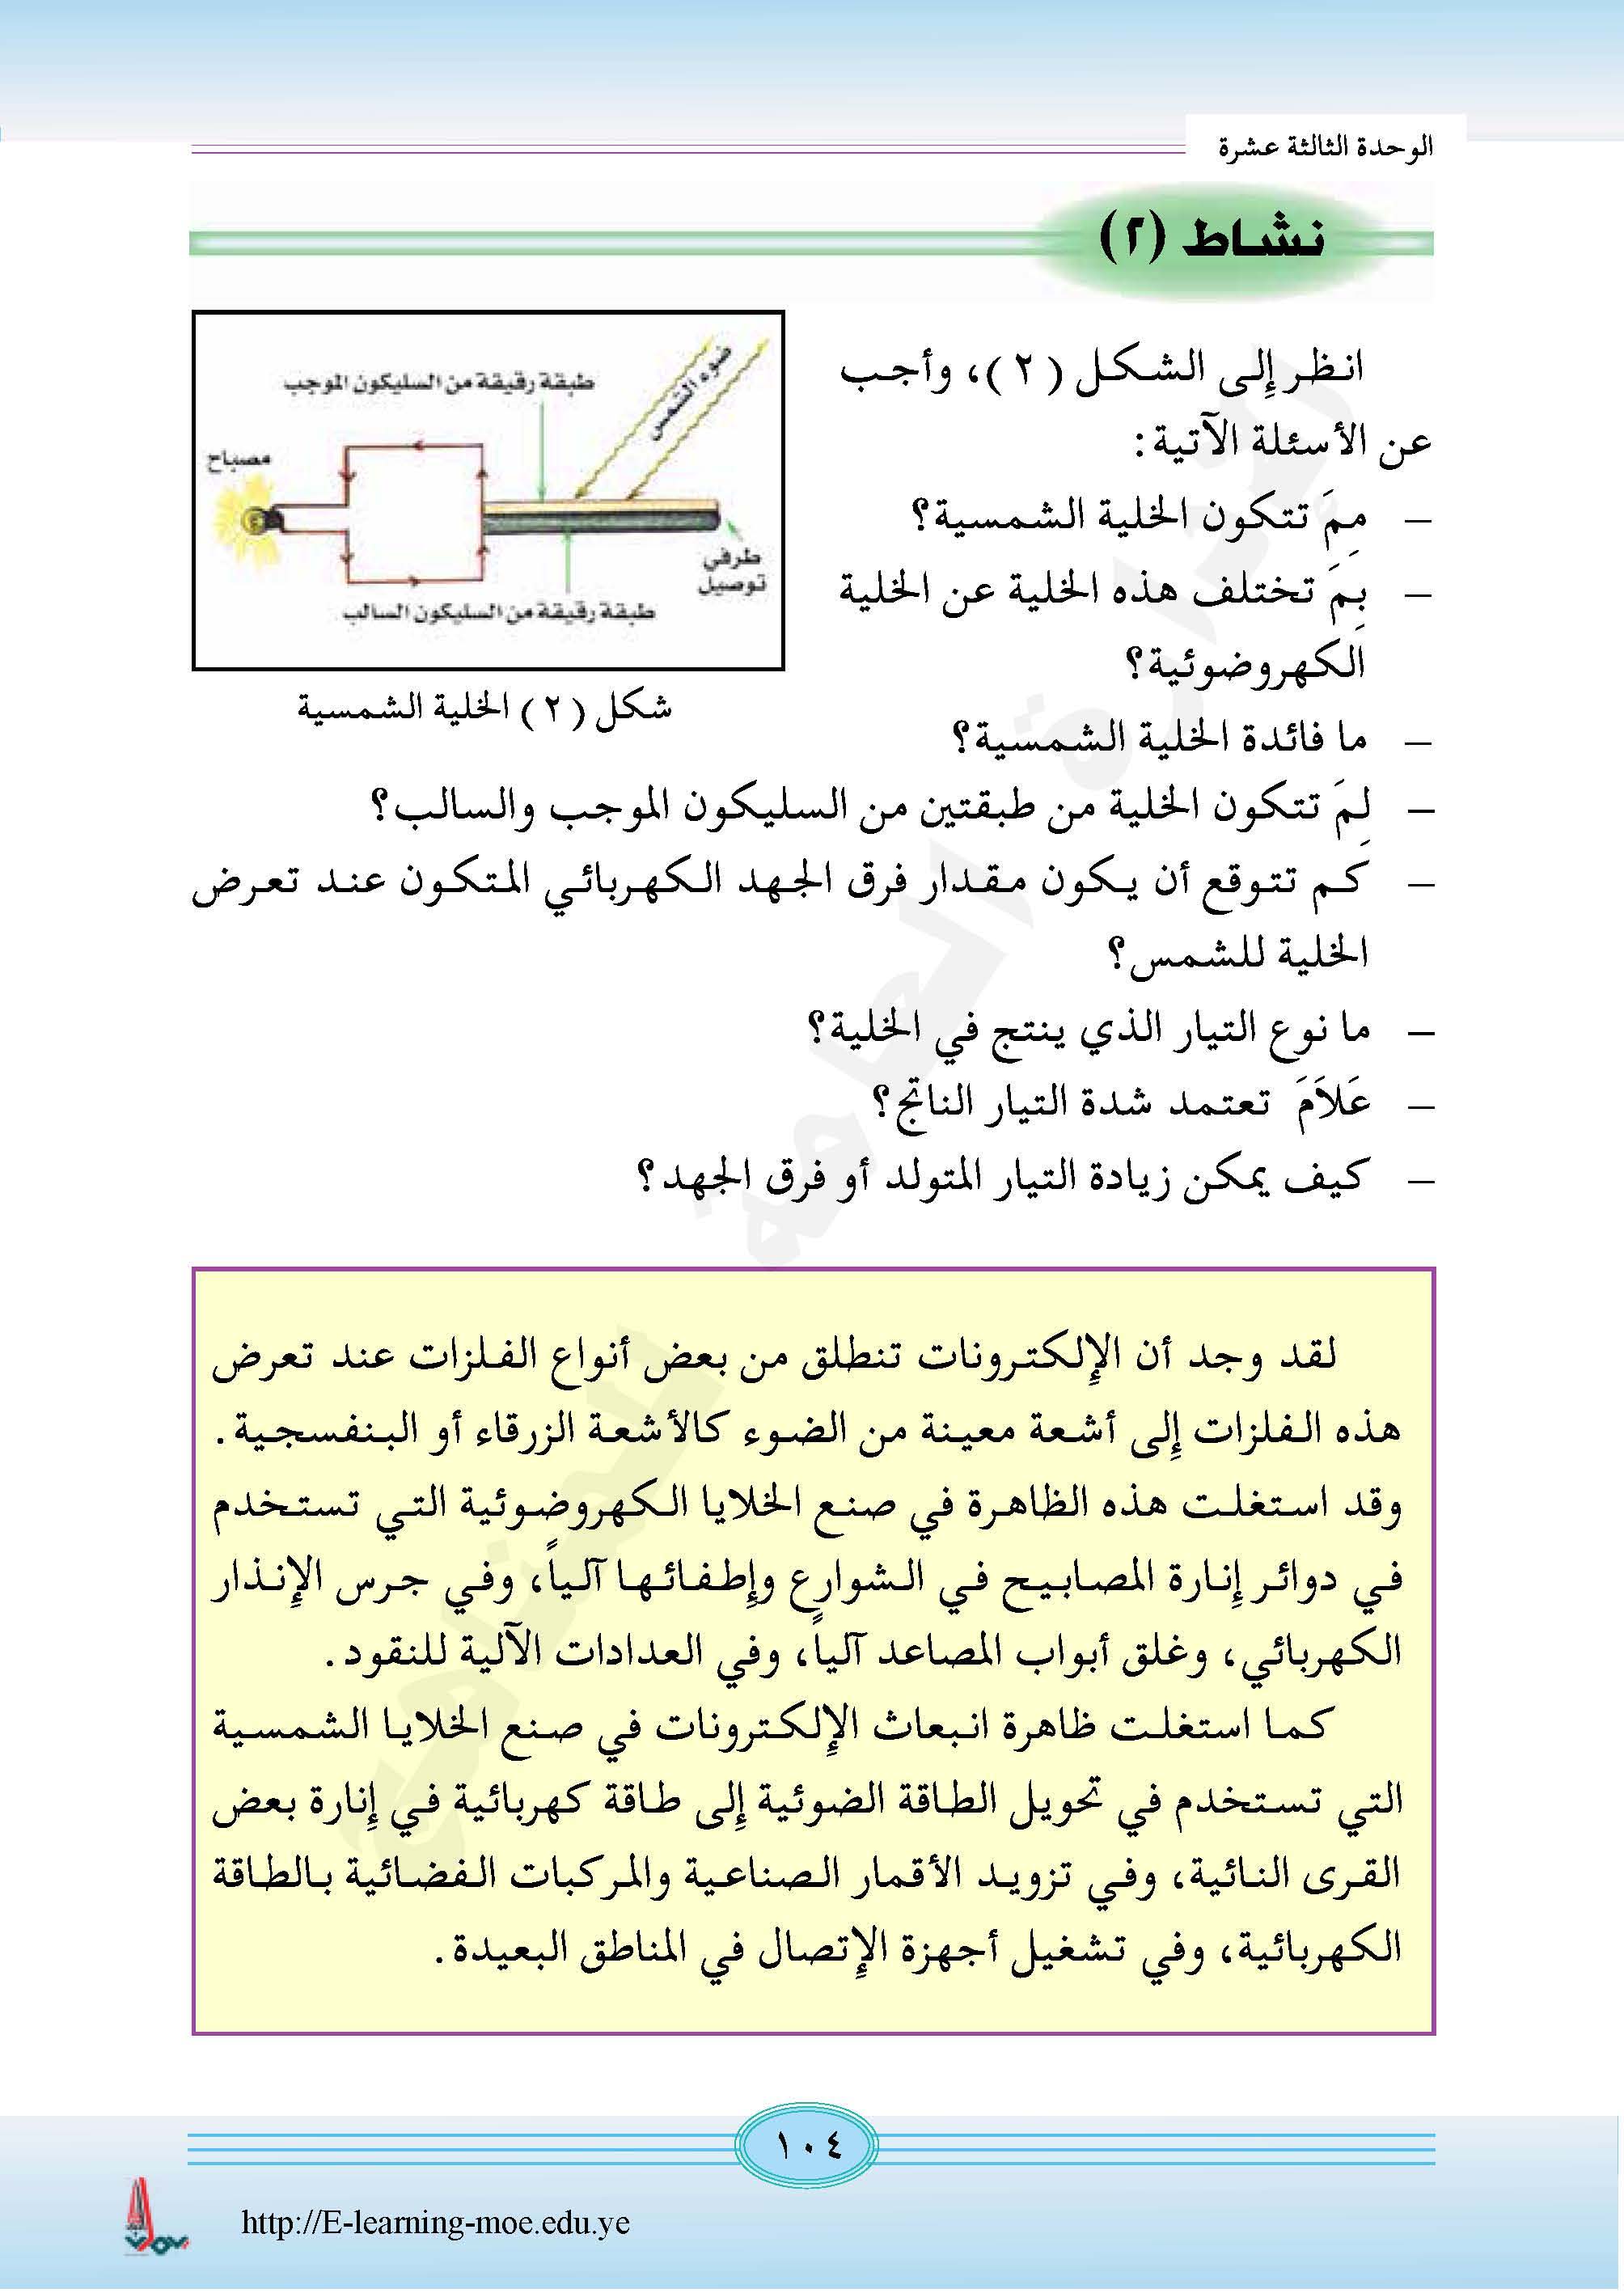 الوحدة الثالثة عشرة
نشاط (٢)
انظر إلى الشكل (٢)، وأجب
عن الأسئلة الآتية:
– مِمَ تتكون الخلية الشمسية؟
– بِمَ تختلف هذه الخلية عن الخلية
الكهروضوئية؟
– ما فائدة الخلية الشمسية؟
ضوء الشمس
طبقة رقيقة من السليكون الموجب
مصباح
طرفي
توصيل
طبقة رقيقة من السليكون السالب
شكل (٢) الخلية الشمسية
– لِمَ تتكون الخلية من طبقتين من السليكون الموجب والسالب؟
– كم تتوقع أن يكون مقدار فرق الجهد الكهربائي المتكون عند تعرض
الخلية للشمس؟
– ما نوع التيار الذي ينتج في الخلية؟
– عَلاَمَ تعتمد شدة التيار الناتج؟
– كيف يمكن زيادة التيار المتولد أو فرق الجهد؟
لقد وجد أن الإلكترونات تنطلق من بعض أنواع الفلزات عند تعرض
هذه الفلزات إلى أشعة معينة من الضوء كالأشعة الزرقاء أو البنفسجية.
وقد استغلت هذه الظاهرة في صنع الخلايا الكهروضوئية التي تستخدم
في دوائر إنارة المصابيح في الشوارع وإطفائها آلياً، وفي جرس الإنذار
الكهربائي، وغلق أبواب المصاعد آلياً، وفي العدادات الآلية للنقود.
كما استغلت ظاهرة انبعاث الإلكترونات في صنع الخلايا الشمسية
التي تستخدم في تحويل الطاقة الضوئية إلى طاقة كهربائية في إنارة بعض
القرى النائية، وفي تزويد الأقمار الصناعية والمركبات الفضائية بالطاقة
الكهربائية، وفي تشغيل أجهزة الإتصال في المناطق البعيدة.
١٠٤
http://E-learning-moe.edu.ye